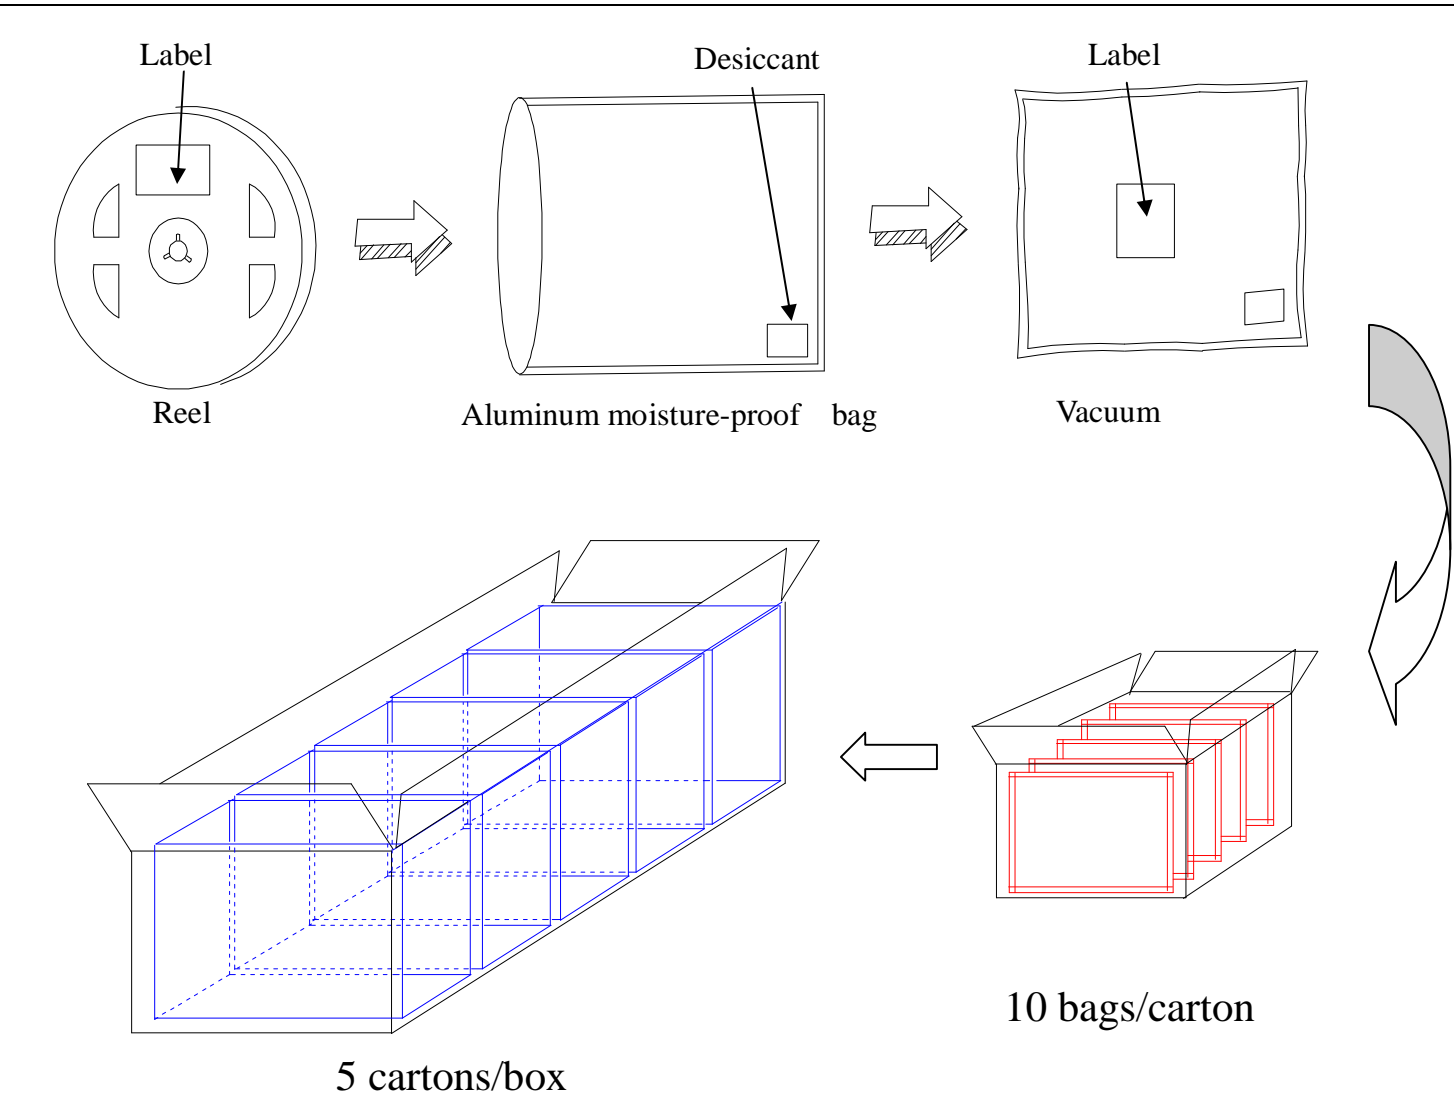 Label
Desiccant
Label
Reel
Aluminum moisture-proof bag
Vacuum
10 bags/carton
5 cartons/box